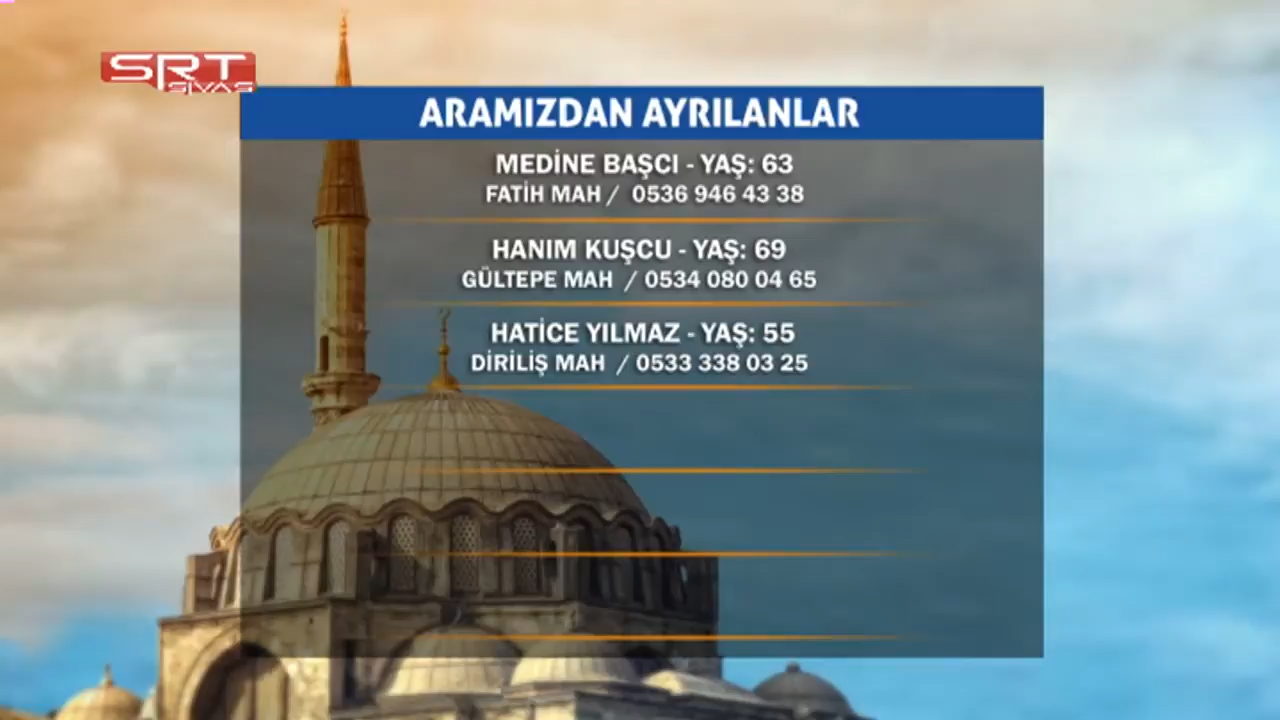 SRT
SİVAS
ARAMIZDAN AYRILANLAR
MEDİNE BAŞCI - YAŞ: 63
FATİH MAH / 0536 946 43 38
HANIM KUŞCU - YAŞ: 69
GÜLTEPE MAH / 0534 080 04 65
HATİCE YILMAZ - YAŞ: 55
DİRİLİŞ MAH / 0533 338 03 25